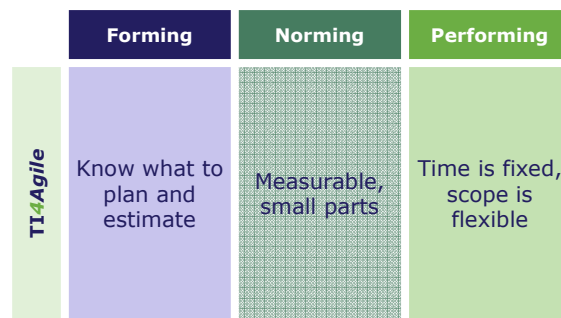 Forming
Norming
Performing
TI4Agile
Know what to
plan and
estimate
Measurable,
small parts
Time is fixed,
scope is
flexible